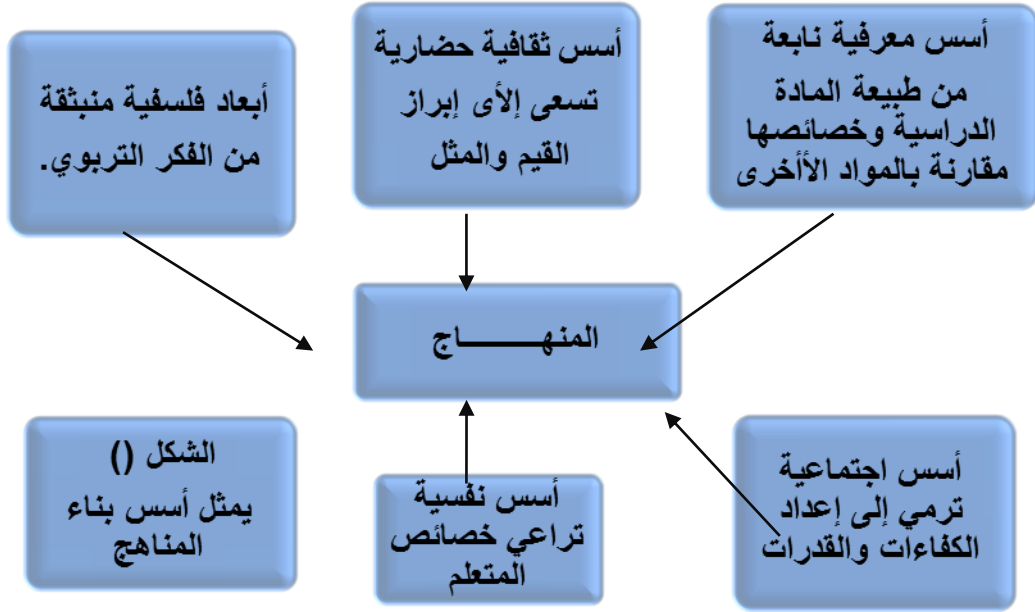 أسس معرفية نابعة
من طبيعة المادة
الدراسية وخصائصها
مقارنة بالمواد الأأخرى
أسس ثقافية حضارية
تسعى إلأى إبراز
القيم والمثل
أبعاد فلسفية منبثقة
من الفكر التربوي.
المنهـــــــاج
أسس اجتماعية
ترمي إلى إعداد
الكفاءات والقدرات
أسس نفسية
تراعي خصائص
المتعلم
الشكل ()
يمثل أسس بناء
المناهج